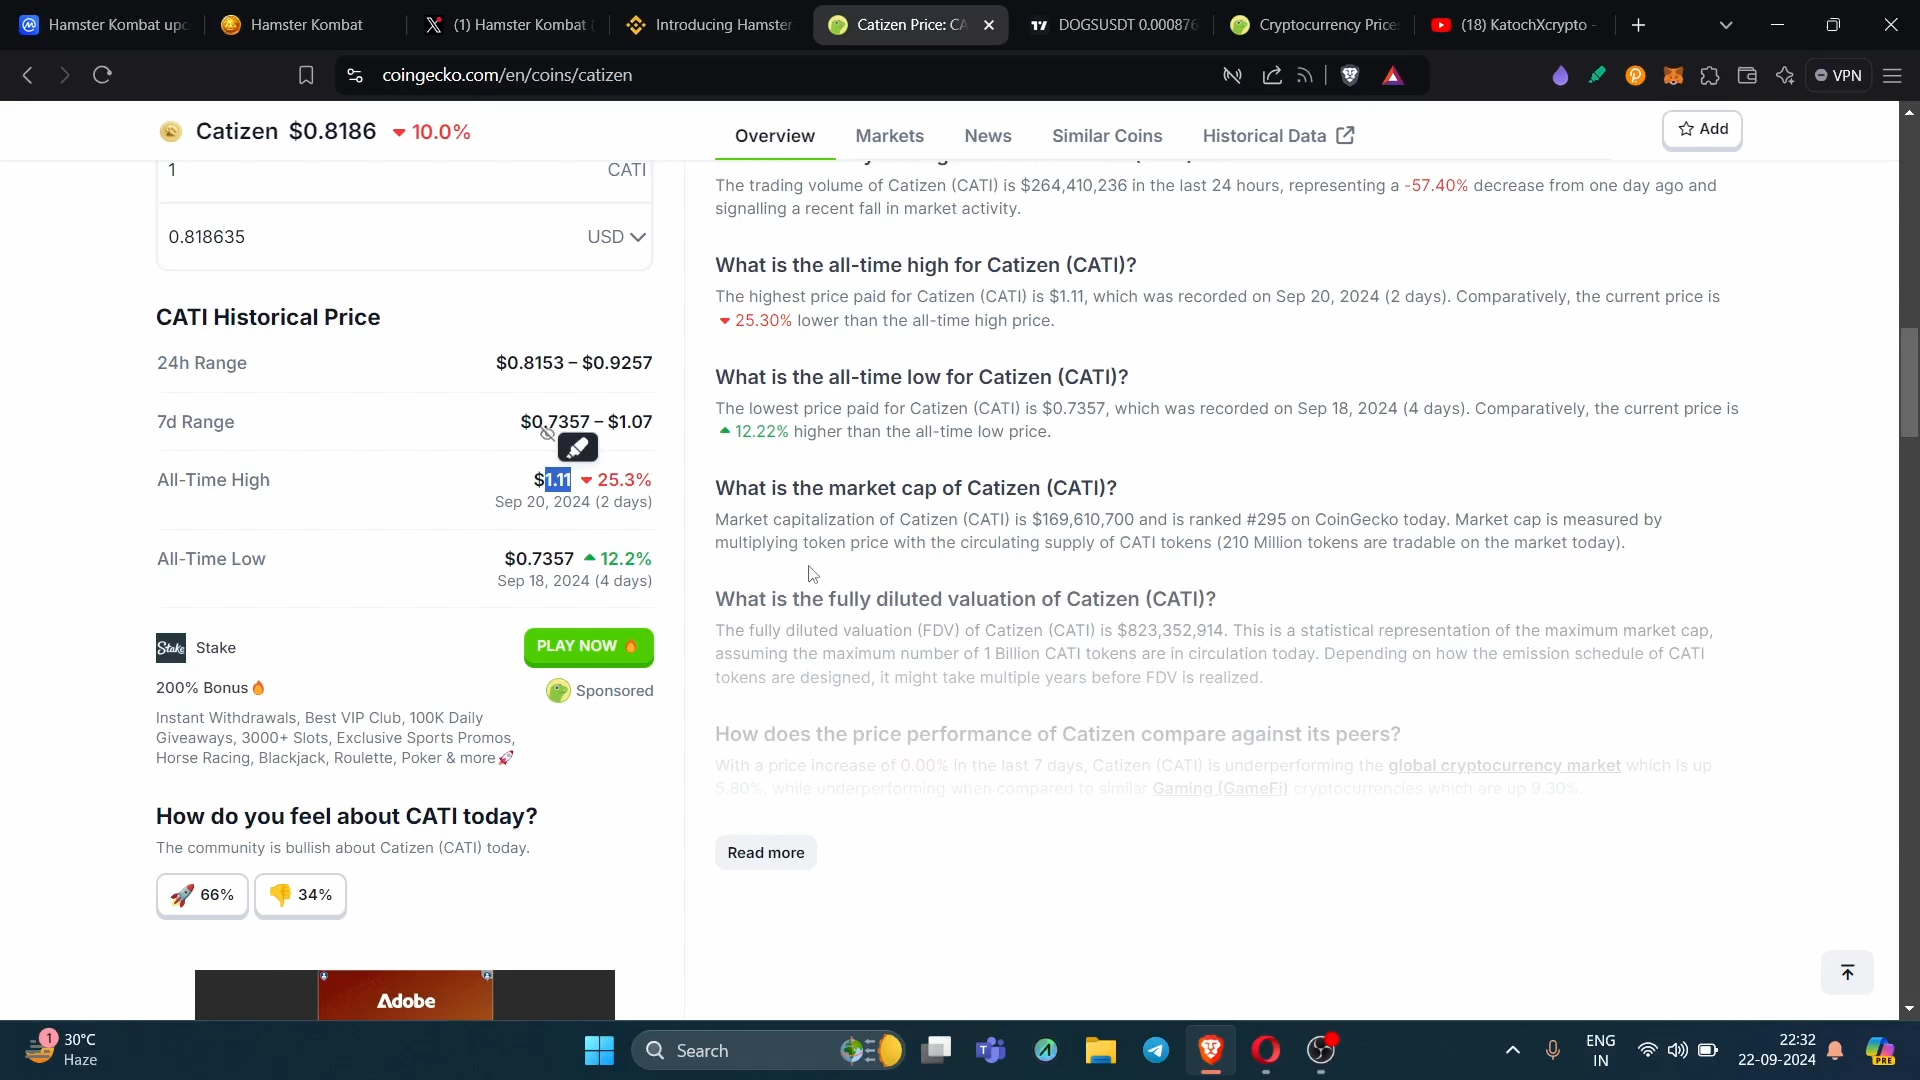 Hamster Kombat upc
Hamster Kombat
(1) Hamster Kombat (
Introducing Hamster
Catizen Price: CA
DOGSUSDT 0.000876
Cryptocurrency Price
(18) KatochXcrypto -
coingecko.com/en/coins/catizen
VPN
Catizen $0.8186 10.0%
Overview Markets News Similar Coins Historical Data
Add
1 CATI
0.818635 USD
CATI Historical Price
24h Range $0.8153 – $0.9257
7d Range $0.7357 – $1.07
All-Time High $1.11 25.3%
Sep 20, 2024 (2 days)
All-Time Low $0.7357 12.2%
Sep 18, 2024 (4 days)
Stake Stake PLAY NOW
200% Bonus Sponsored
Instant Withdrawals, Best VIP Club, 100K Daily
Giveaways, 3000+ Slots, Exclusive Sports Promos,
Horse Racing, Blackjack, Roulette, Poker & more
How do you feel about CATI today?
The community is bullish about Catizen (CATI) today.
66% 34%
Adobe
The trading volume of Catizen (CATI) is $264,410,236 in the last 24 hours, representing a -57.40% decrease from one day ago and
signalling a recent fall in market activity.
What is the all-time high for Catizen (CATI)?
The highest price paid for Catizen (CATI) is $1.11, which was recorded on Sep 20, 2024 (2 days). Comparatively, the current price is
25.30% lower than the all-time high price.
What is the all-time low for Catizen (CATI)?
The lowest price paid for Catizen (CATI) is $0.7357, which was recorded on Sep 18, 2024 (4 days). Comparatively, the current price is
12.22% higher than the all-time low price.
What is the market cap of Catizen (CATI)?
Market capitalization of Catizen (CATI) is $169,610,700 and is ranked #295 on CoinGecko today. Market cap is measured by
multiplying token price with the circulating supply of CATI tokens (210 Million tokens are tradable on the market today).
What is the fully diluted valuation of Catizen (CATI)?
The fully diluted valuation (FDV) of Catizen (CATI) is $823,352,914. This is a statistical representation of the maximum market cap,
assuming the maximum number of 1 Billion CATI tokens are in circulation today. Depending on how the emission schedule of CATI
tokens are designed, it might take multiple years before FDV is realized.
How does the price performance of Catizen compare against its peers?
With a price increase of 0.00% in the last 7 days, Catizen (CATI) is underperforming the global cryptocurrency market which is up
5.80%, while underperforming when compared to similar Gaming (GameFi) cryptocurrencies which are up 9.30%.
Read more
1
30°C
Haze
Search
ENG
IN
22:32
22-09-2024
PRE